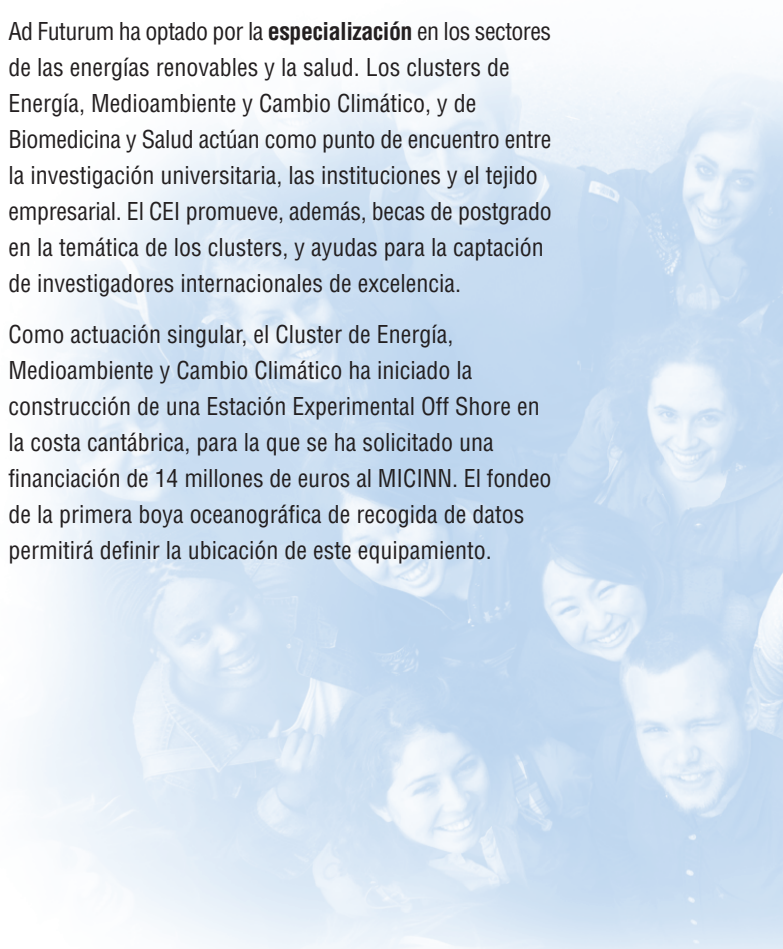 Ad Futurum ha optado por la especialización en los sectores
de las energías renovables y la salud. Los clusters de
Energía, Medioambiente y Cambio Climático, y de
Biomedicina y Salud actúan como punto de encuentro entre
la investigación universitaria, las instituciones y el tejido
empresarial. El CEI promueve, además, becas de postgrado
en la temática de los clusters, y ayudas para la captación
de investigadores internacionales de excelencia.
Como actuación singular, el Cluster de Energía,
Medioambiente y Cambio Climático ha iniciado la
construcción de una Estación Experimental Off Shore en
la costa cantábrica, para la que se ha solicitado una
financiación de 14 millones de euros al MICINN. El fondeo
de la primera boya oceanográfica de recogida de datos
permitirá definir la ubicación de este equipamiento.